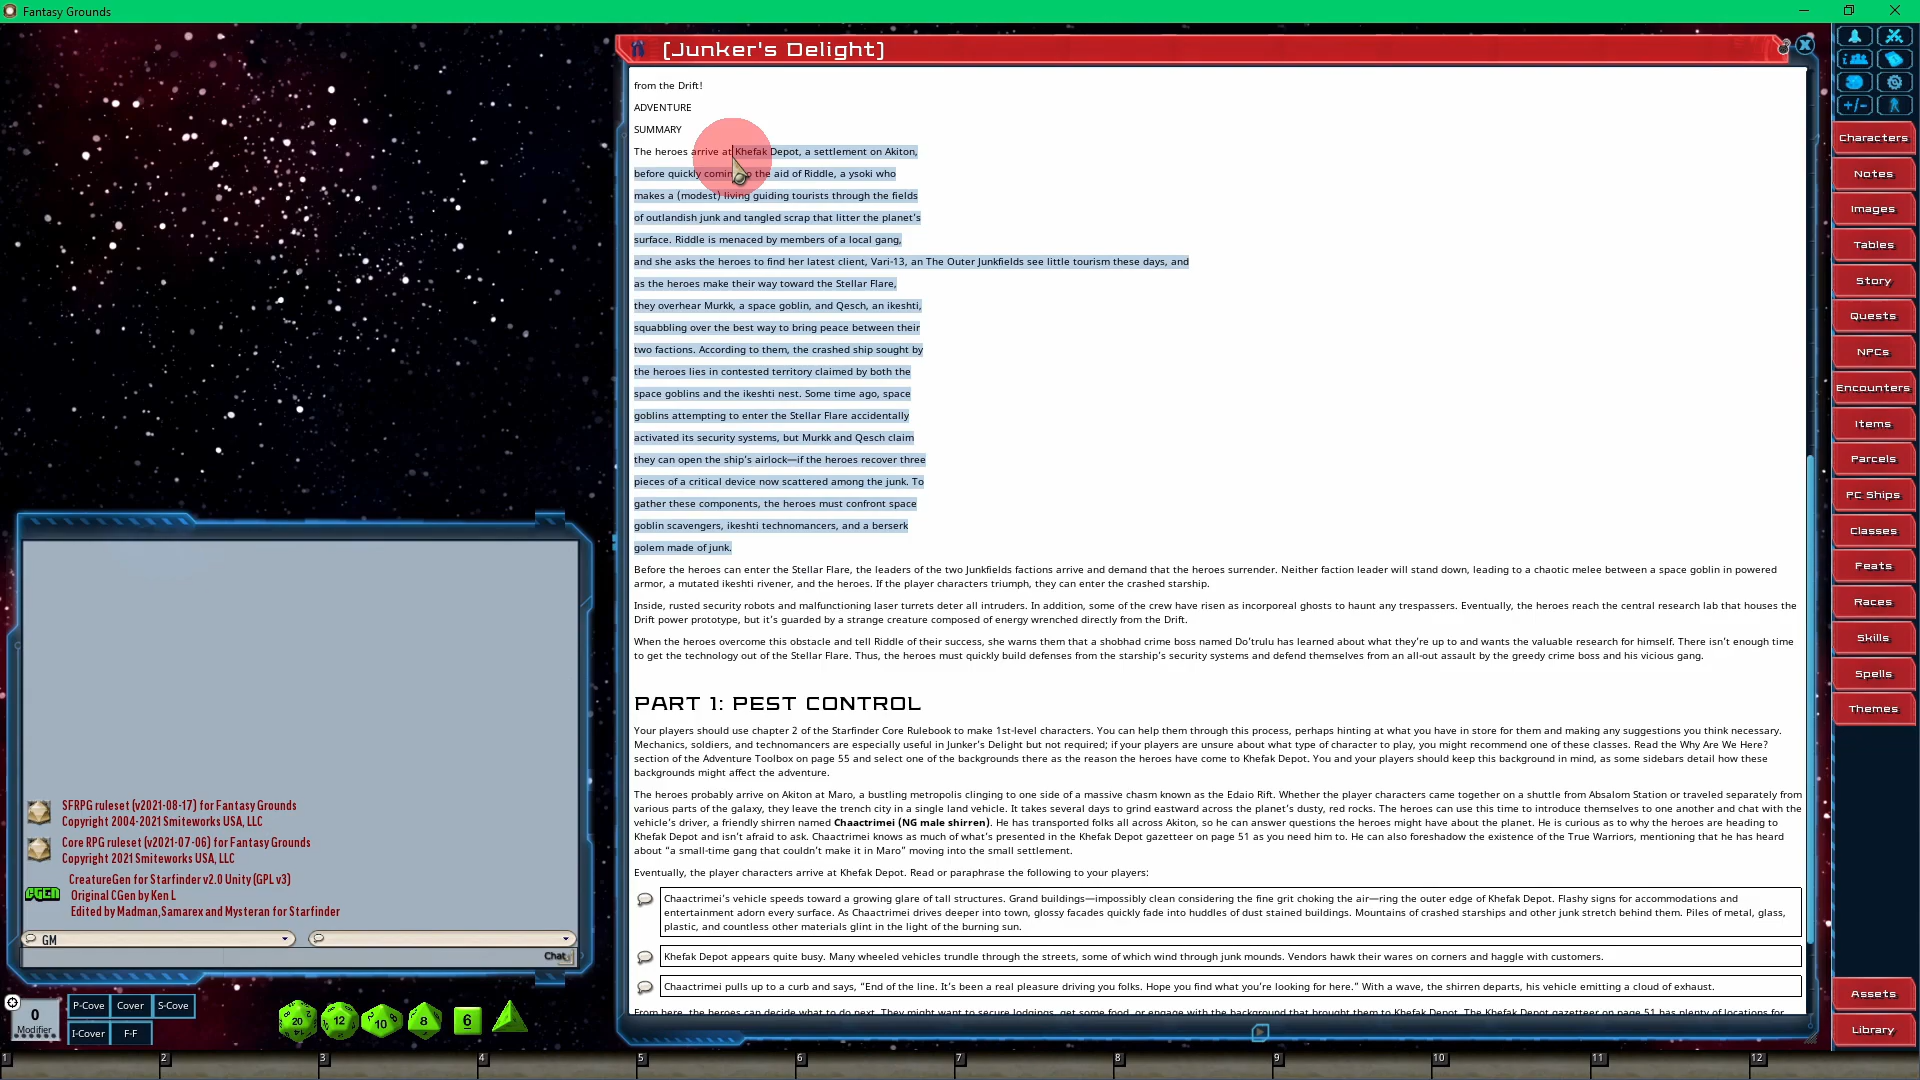 Fantasy Grounds
[Junker's Delight]
from the Drift!
ADVENTURE
SUMMARY
The heroes arrive at Khefak Depot, a settlement on Akiton,
before quickly coming to the aid of Riddle, a ysoki who
makes a (modest) living guiding tourists through the fields
of outlandish junk and tangled scrap that litter the planet's
surface. Riddle is menaced by members of a local gang,
and she asks the heroes to find her latest client, Vari-13, an The Outer Junkfields see little tourism these days, and
as the heroes make their way toward the Stellar Flare,
they overhear Murkk, a space goblin, and Qesch, an ikeshti,
squabbling over the best way to bring peace between their
two factions. According to them, the crashed ship sought by
the heroes lies in contested territory claimed by both the
space goblins and the ikeshti nest. Some time ago, space
goblins attempting to enter the Stellar Flare accidentally
activated its security systems, but Murkk and Qesch claim
they can open the ship's airlock—if the heroes recover three
pieces of a critical device now scattered among the junk. To
gather these components, the heroes must confront space
goblin scavengers, ikeshti technomancers, and a berserk
golem made of junk.
Before the heroes can enter the Stellar Flare, the leaders of the two Junkfields factions arrive and demand that the heroes surrender. Neither faction leader will stand down, leading to a chaotic melee between a space goblin in powered
armor, a mutated ikeshti rivener, and the heroes. If the player characters triumph, they can enter the crashed starship.
Inside, rusted security robots and malfunctioning laser turrets deter all intruders. In addition, some of the crew have risen as incorporeal ghosts to haunt any trespassers. Eventually, the heroes reach the central research lab that houses the
Drift power prototype, but it's guarded by a strange creature composed of energy wrenched directly from the Drift.
When the heroes overcome this obstacle and tell Riddle of their success, she warns them that a shobhad crime boss named Do'trulu has learned about what they're up to and wants the valuable research for himself. There isn't enough time
to get the technology out of the Stellar Flare. Thus, the heroes must quickly build defenses from the starship's security systems and defend themselves from an all-out assault by the greedy crime boss and his vicious gang.
PART 1: PEST CONTROL
Your players should use chapter 2 of the Starfinder Core Rulebook to make 1st-level characters. You can help them through this process, perhaps hinting at what you have in store for them and making any suggestions you think necessary.
Mechanics, soldiers, and technomancers are especially useful in Junker's Delight but not required; if your players are unsure about what type of character to play, you might recommend one of these classes. Read the Why Are We Here?
section of the Adventure Toolbox on page 55 and select one of the backgrounds there as the reason the heroes have come to Khefak Depot. You and your players should keep this background in mind, as some sidebars detail how these
backgrounds might affect the adventure.
The heroes probably arrive on Akiton at Maro, a bustling metropolis clinging to one side of a massive chasm known as the Edaio Rift. Whether the player characters came together on a shuttle from Absalom Station or traveled separately from
various parts of the galaxy, they leave the trench city in a single land vehicle. It takes several days to grind eastward across the planet's dusty, red rocks. The heroes can use this time to introduce themselves to one another and chat with the
vehicle's driver, a friendly shirren named Chaactrimei (NG male shirren). He has transported folks all across Akiton, so he can answer questions the heroes might have about the planet. He is curious as to why the heroes are heading to
Khefak Depot and isn't afraid to ask. Chaactrimei knows as much of what's presented in the Khefak Depot gazetteer on page 51 as you need him to. He can also foreshadow the existence of the True Warriors, mentioning that he has heard
about “a small-time gang that couldn't make it in Maro” moving into the small settlement.
Eventually, the player characters arrive at Khefak Depot. Read or paraphrase the following to your players:
Chaactrimei's vehicle speeds toward a growing glare of tall structures. Grand buildings—impossibly clean considering the fine grit choking the air—ring the outer edge of Khefak Depot. Flashy signs for accommodations and
entertainment adorn every surface. As Chaactrimei drives deeper into town, glossy facades quickly fade into huddles of dust stained buildings. Mountains of crashed starships and other junk stretch behind them. Piles of metal, glass,
plastic, and countless other materials glint in the light of the burning sun.
Khefak Depot appears quite busy. Many wheeled vehicles trundle through the streets, some of which wind through junk mounds. Vendors hawk their wares on corners and haggle with customers.
Chaactrimei pulls up to a curb and says, “End of the line. It's been a real pleasure driving you folks. Hope you find what you're looking for here.” With a wave, the shirren departs, his vehicle emitting a cloud of exhaust.
From here, the heroes can decide what to do next. They might want to secure lodgings, get some food, or engage with the background that brought them to Khefak Depot. The Khefak Depot gazetteer on page 51 has plenty of locations for
Characters
Notes
Images
Tables
Story
Quests
NPCs
Encounters
Items
Parcels
PC Ships
Classes
Feats
Races
Skills
Spells
Themes
Assets
Library
+/-
SFRPG ruleset (v2021-08-17) for Fantasy Grounds
Copyright 2004-2021 Smiteworks USA, LLC
Core RPG ruleset (v2021-07-06) for Fantasy Grounds
Copyright 2021 Smiteworks USA, LLC
CGEN
CreatureGen for Starfinder v2.0 Unity (GPL v3)
Original CGen by Ken L
Edited by Madman,Samarex and Mysteran for Starfinder
GM
Chat
0
Modifier
P-Cove Cover S-Cove
I-Cover F-F
20 12 10 8 6
1 2 3 4 5 6 7 8 9 10 11 12